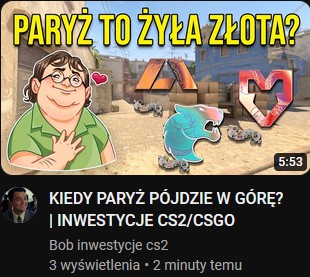 PARYŻ TO ŻYŁA ZŁOTA?
5:53
KIEDY PARYŻ PÓJDZIE W GÓRĘ?
| INWESTYCJE CS2/CSGO
Bob inwestycje cs2
3 wyświetlenia • 2 minuty temu